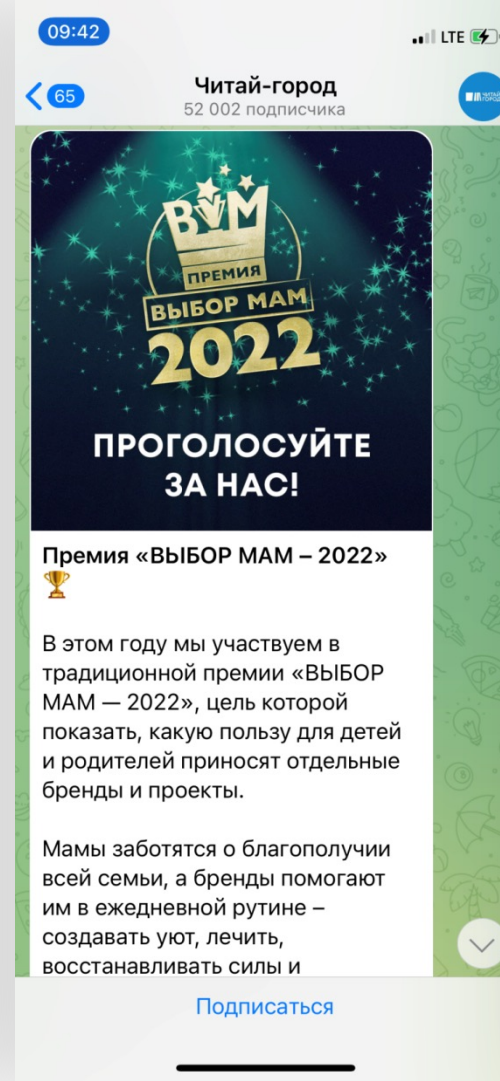 09:42
LTE
65
Читай-город
52 002 подписчика
ЧИТАЙ
ГОРОД
ВЫМ
ПРЕМИЯ
ВЫБОР МАМ
2022
ПРОГОЛОСУЙТЕ
ЗА НАС!
Премия «ВЫБОР МАМ – 2022»
🏆
В этом году мы участвуем в
традиционной премии «ВЫБОР
МАМ — 2022», цель которой
показать, какую пользу для детей
и родителей приносят отдельные
бренды и проекты.
Мамы заботятся о благополучии
всей семьи, а бренды помогают
им в ежедневной рутине –
создавать уют, лечить,
восстанавливать силы и
Подписаться